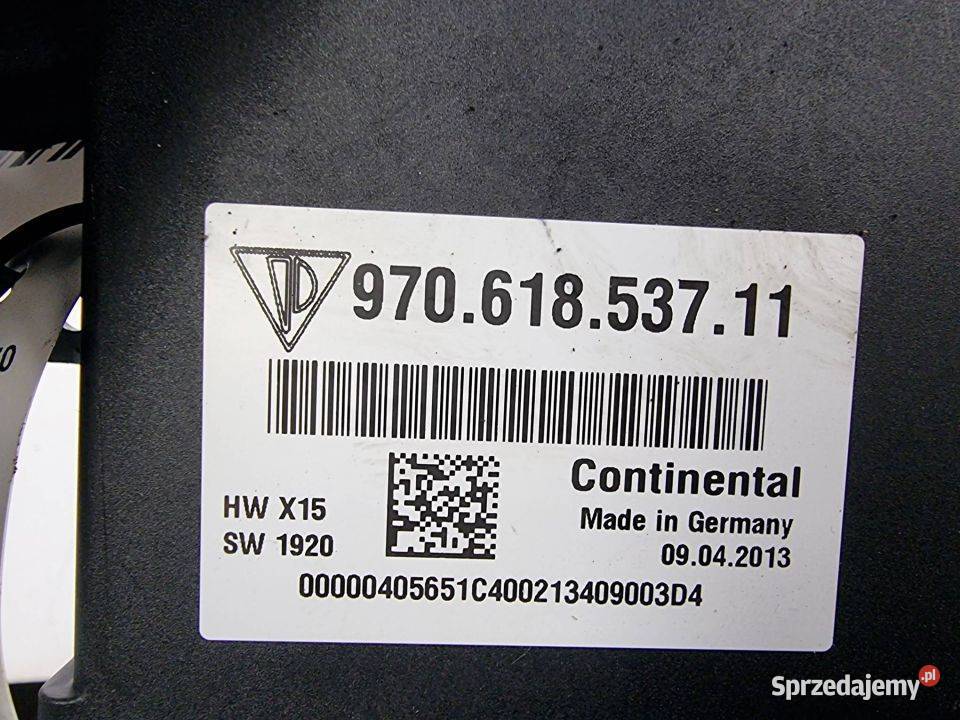 970.618.537.11
Continental
HW X15
Made in Germany
SW 1920
09.04.2013
00000405651C400213409003D4
Sprzedajemy.pl